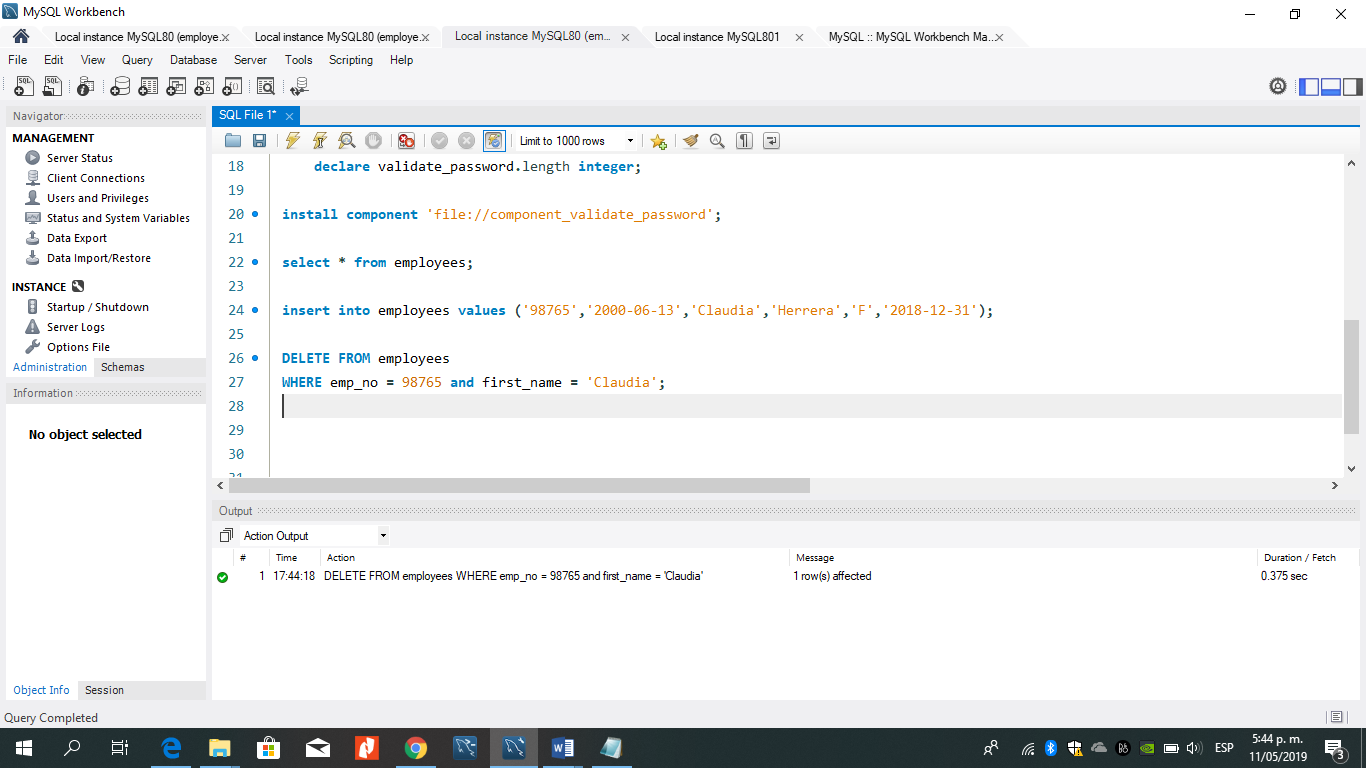 MySQL Workbench
Local instance MySQL80 (employe... Local instance MySQL80 (employe... Local instance MySQL80 (em... Local instance MySQL801 MySQL :: MySQL Workbench Ma...
File Edit View Query Database Server Tools Scripting Help
Navigator
SQL File 1*
MANAGEMENT
Server Status
Client Connections
Users and Privileges
Status and System Variables
Data Export
Data Import/Restore
INSTANCE
Startup / Shutdown
Server Logs
Options File
Administration Schemas
Information
No object selected
Object Info Session
Limit to 1000 rows
18 declare validate_password.length integer;
19
20 install component 'file://component_validate_password';
21
22 select * from employees;
23
24 insert into employees values ('98765','2000-06-13','Claudia','Herrera','F','2018-12-31');
25
26 DELETE FROM employees
27 WHERE emp_no = 98765 and first_name = 'Claudia';
28
29
30
31
Output
Action Output
# Time Action Message Duration / Fetch
1 17:44:18 DELETE FROM employees WHERE emp_no = 98765 and first_name = 'Claudia' 1 row(s) affected 0.375 sec
Query Completed
ESP
5:44 p. m.
11/05/2019
3